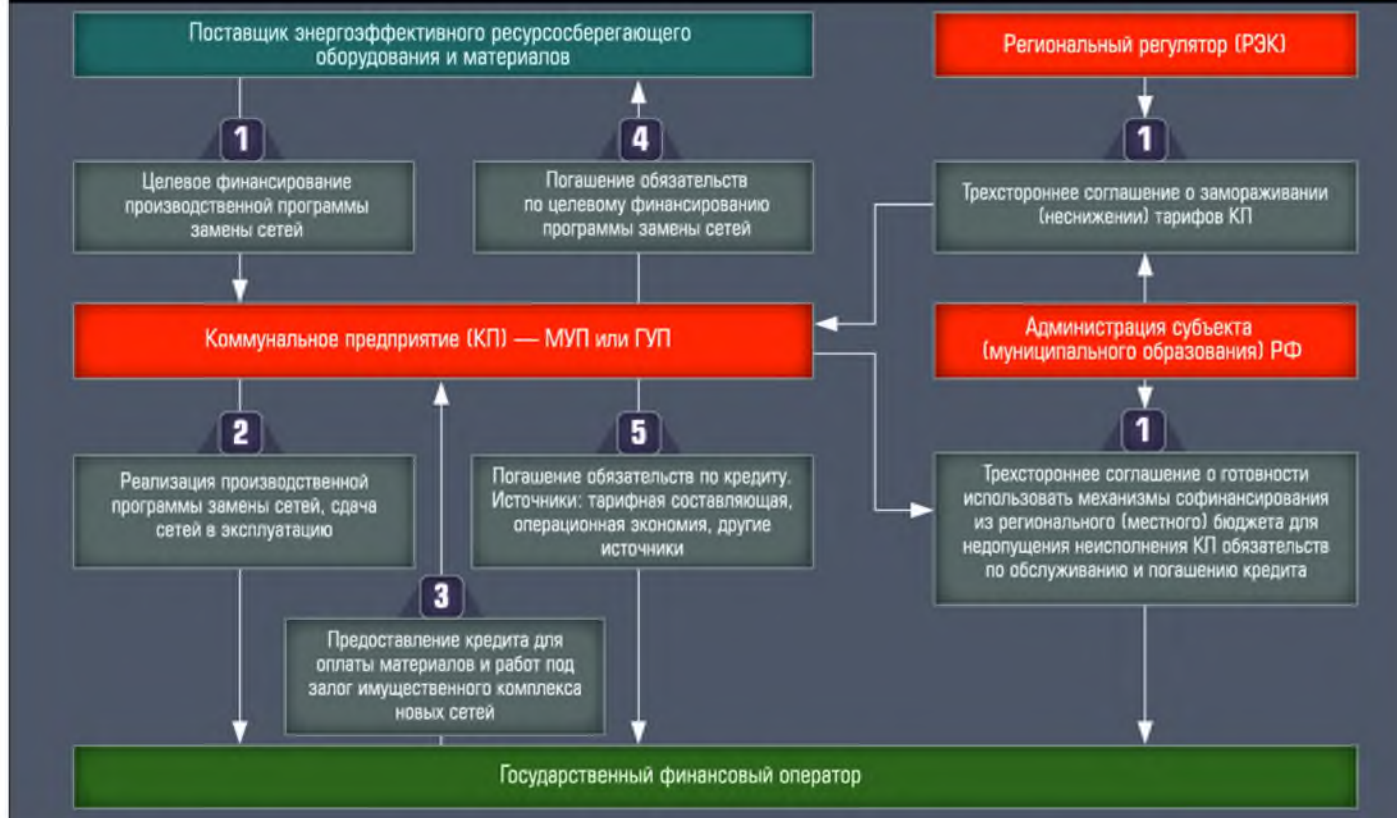 Поставщик энергоэффективного ресурсосберегающего
оборудования и материалов
Региональный регулятор (РЭК)
1
4
1
Целевое финансирование
производственной программы
замены сетей
Погашение обязательств
по целевому финансированию
программы замены сетей
Трехстороннее соглашение о замораживании
(неснижении) тарифов КП
Коммунальное предприятие (КП) — МУП или ГУП
Администрация субъекта
(муниципального образования) РФ
2
5
1
Реализация производственной
программы замены сетей, сдача
сетей в эксплуатацию
Погашение обязательств по кредиту.
Источники: тарифная составляющая,
операционная экономия, другие
источники
Трехстороннее соглашение о готовности
использовать механизмы софинансирования
из регионального (местного) бюджета для
недопущения неисполнения КП обязательств
по обслуживанию и погашению кредита
3
Предоставление кредита для
оплаты материалов и работ под
залог имущественного комплекса
новых сетей
Государственный финансовый оператор